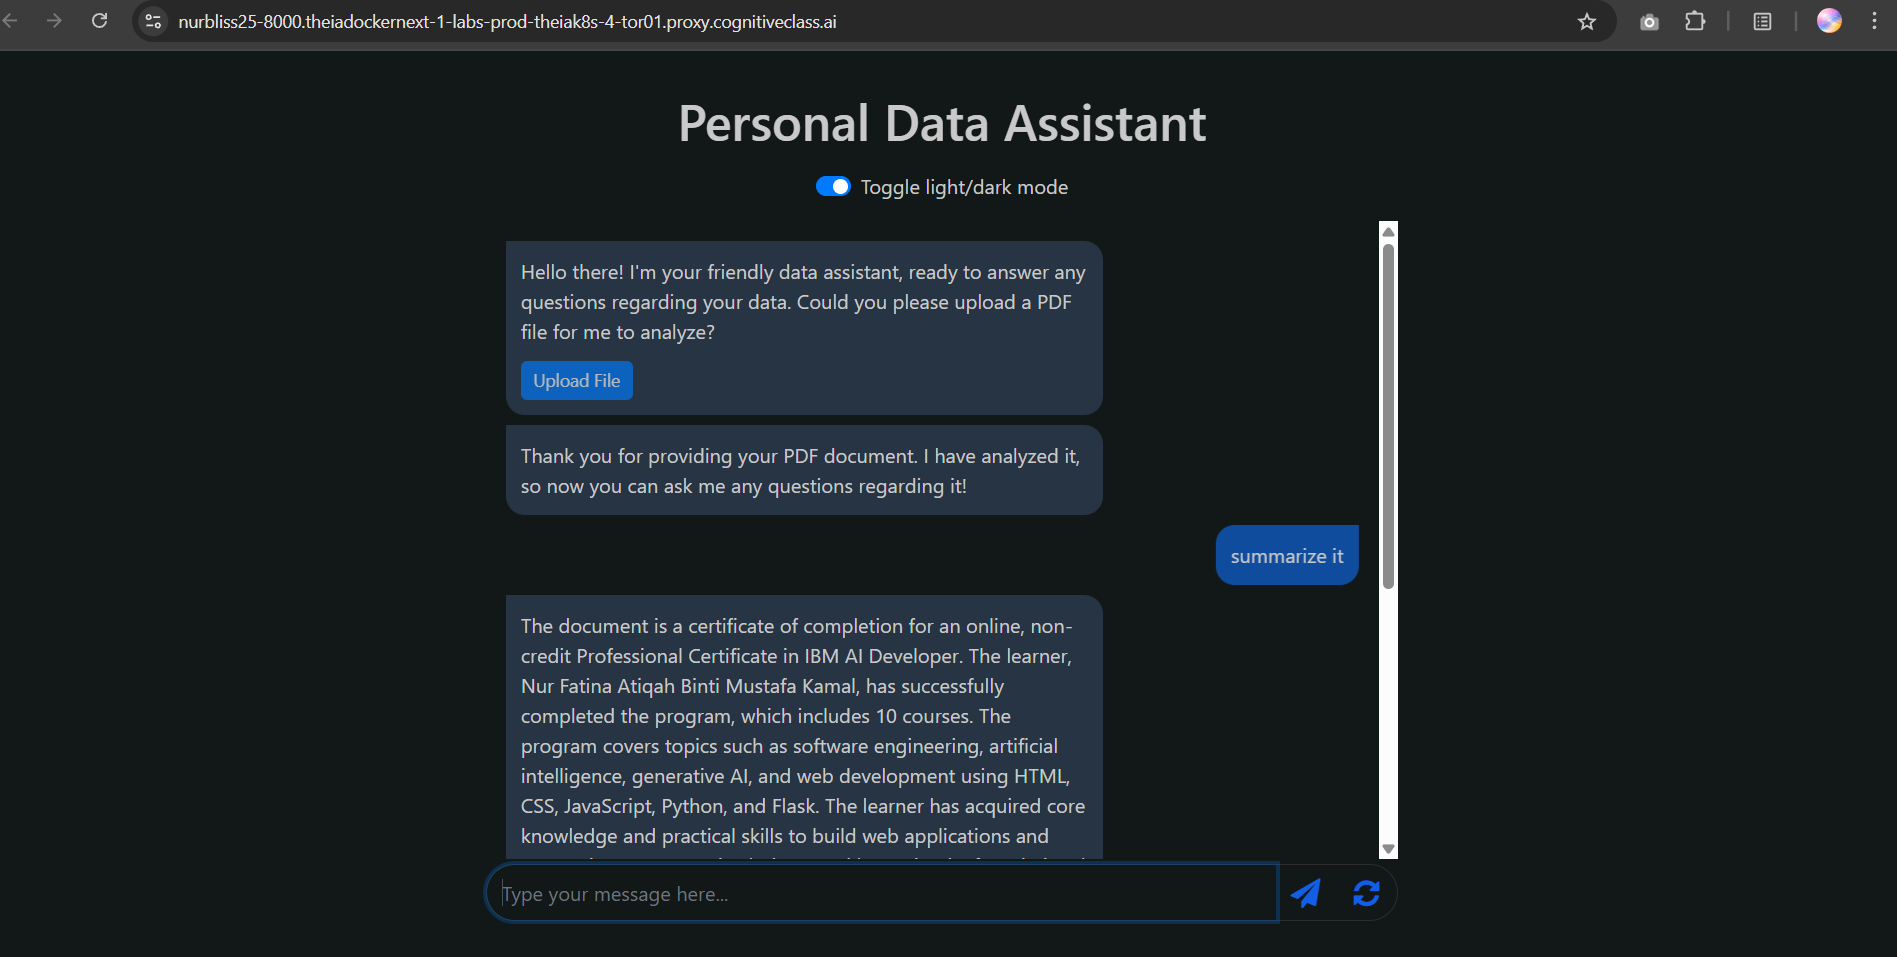 nurbliss25-8000.theiadockernext-1-labs-prod-theiak8s-4-tor01.proxy.cognitiveclass.ai
Personal Data Assistant
Toggle light/dark mode
Hello there! I'm your friendly data assistant, ready to answer any
questions regarding your data. Could you please upload a PDF
file for me to analyze?
Upload File
Thank you for providing your PDF document. I have analyzed it,
so now you can ask me any questions regarding it!
summarize it
The document is a certificate of completion for an online, non-
credit Professional Certificate in IBM AI Developer. The learner,
Nur Fatina Atiqah Binti Mustafa Kamal, has successfully
completed the program, which includes 10 courses. The
program covers topics such as software engineering, artificial
intelligence, generative AI, and web development using HTML,
CSS, JavaScript, Python, and Flask. The learner has acquired core
knowledge and practical skills to build web applications and
Type your message here...